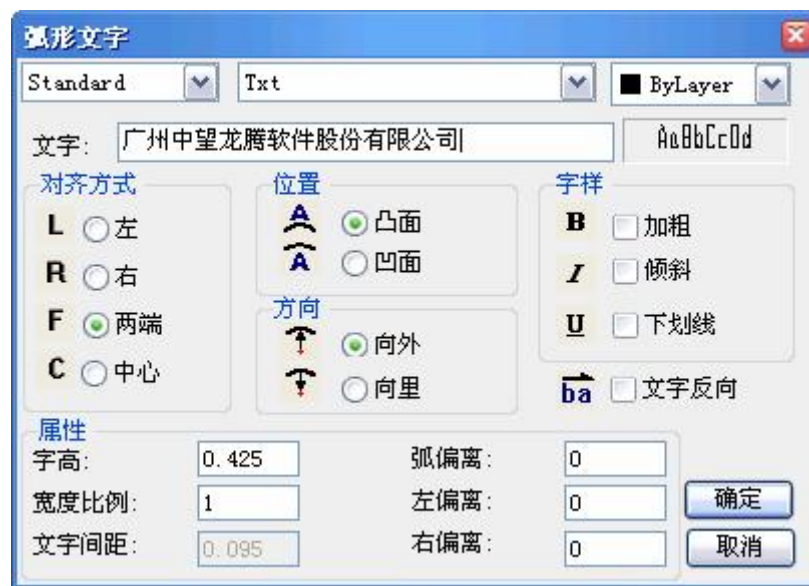 弧形文字
Standard Txt ByLayer
文字: 广州中望龙腾软件股份有限公司 AaBbCcDd
对齐方式 位置 字样
L 左 A 凸面 B 加粗
R 右 A 凹面 I 倾斜
F 两端 方向 U 下划线
C 中心 向外
向里 ba 文字反向
属性
字高: 0.425 弧偏离: 0
宽度比例: 1 左偏离: 0 确定
文字间距: 0.095 右偏离: 0 取消